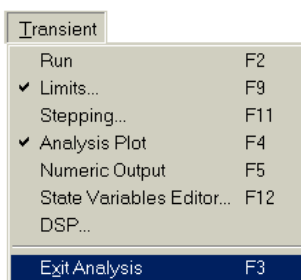 Transient
Run F2
✔ Limits... F9
Stepping... F11
✔ Analysis Plot F4
Numeric Output F5
State Variables Editor... F12
DSP...
Exit Analysis F3